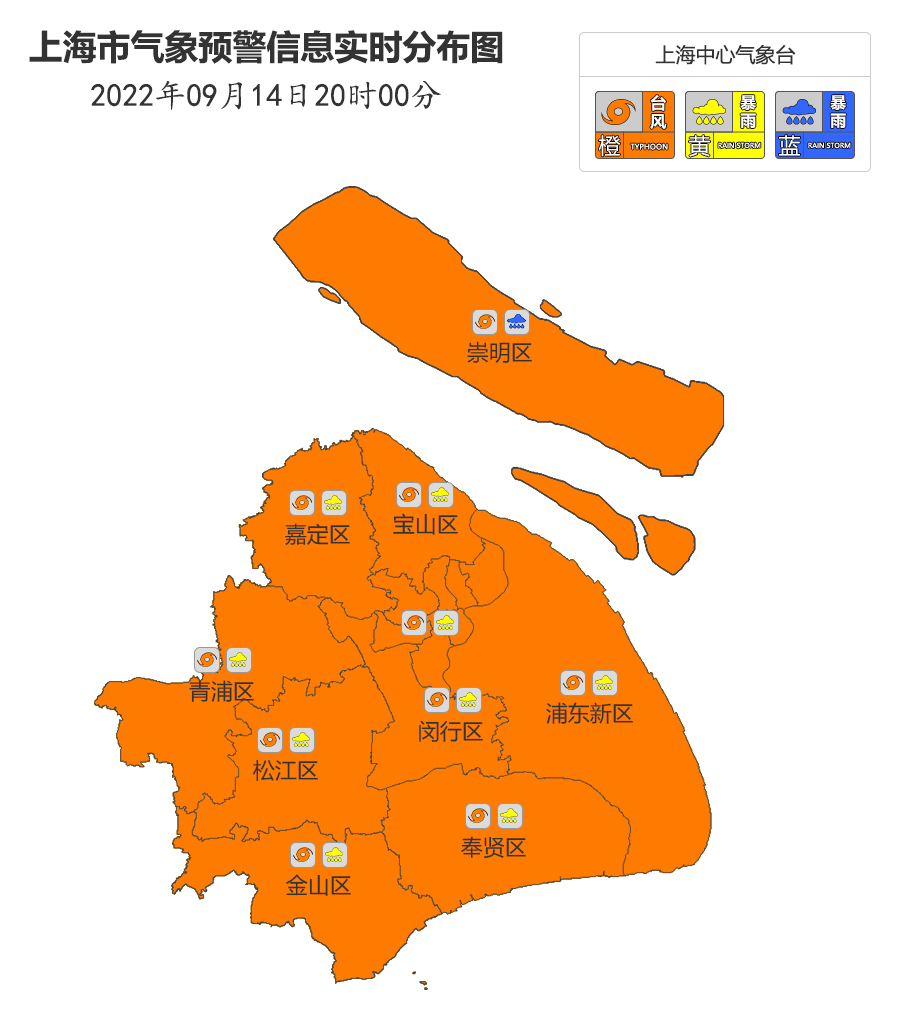 上海市气象预警信息实时分布图
2022年09月14日20时00分
上海中心气象台
台风
橙 TYPHOON
暴雨
黄 RAIN STORM
暴雨
蓝 RAIN STORM
崇明区
嘉定区
宝山区
青浦区
浦东新区
闵行区
松江区
奉贤区
金山区